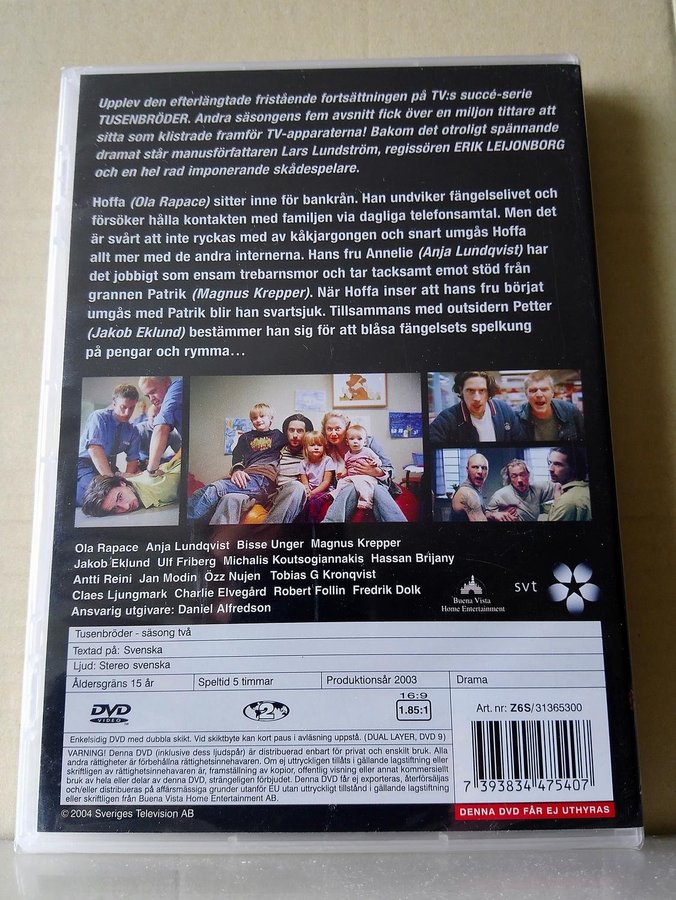 Upplev den efterlängtade fristående fortsättningen på TV:s succé-serie
TUSENBRÖDER. Andra säsongens fem avsnitt fick över en miljon tittare att
sitta som klistrade framför TV-apparaterna! Bakom det otroligt spännande
dramat står manusförfattaren Lars Lundström, regissören ERIK LEIJONBORG
och en hel rad imponerande skådespelare.
Hoffa (Ola Rapace) sitter inne för bankrån. Han undviker fängelselivet och
försöker hålla kontakten med familjen via dagliga telefonsamtal. Men det
är svårt att inte ryckas med av kåkjargongen och snart umgås Hoffa
allt mer med de andra internerna. Hans fru Annelie (Anja Lundqvist) har
det jobbigt som ensam trebarnsmor och tar tacksamt emot stöd från
grannen Patrik (Magnus Krepper). När Hoffa inser att hans fru börjat
umgås med Patrik blir han svartsjuk. Tillsammans med outsidern Petter
(Jakob Eklund) bestämmer han sig för att blåsa fängelsets spelkung
på pengar och rymma...
Ola Rapace Anja Lundqvist Bisse Unger Magnus Krepper
Jakob Eklund Ulf Friberg Michalis Koutsogiannakis Hassan Brijany
Antti Reini Jan Modin Özz Nujen Tobias G Kronqvist
Claes Ljungmark Charlie Elvegård Robert Follin Fredrik Dolk
Ansvarig utgivare: Daniel Alfredson
Buena Vista
Home Entertainment
svt
Tusenbröder - säsong två
Textad på: Svenska
Ljud: Stereo svenska
Åldersgräns 15 år Speltid 5 timmar Produktionsår 2003 Drama
DVD
VIDEO
2
16:9
1.85:1
Art. nr: Z6S/31365300
Enkelsidig DVD med dubbla skikt. Vid skiktbyte kan kort paus i avläsning uppstå. (DUAL LAYER, DVD 9)
VARNING! Denna DVD (inklusive dess ljudspår) är distribuerad enbart för privat och enskilt bruk. Alla
andra rättigheter är förbehållna rättighetsinnehavaren. Om ej uttryckligen tillåts i gällande lagstiftning eller
skriftligen av rättighetsinnehavaren är, framställning av kopior, offentlig visning eller annat kommersiellt
bruk av hela eller delar av denna DVD, strängeligen förbjudet. Denna DVD får ej exporteras, återförsäljas
och/eller distribueras på affärsmässig grunder utanför EU utan uttryckligt tillstånd i gällande lagstiftning
eller skriftligen från Buena Vista Home Entertainment AB.
7 393834 475407
© 2004 Sveriges Television AB
DENNA DVD FÅR EJ UTHYRAS